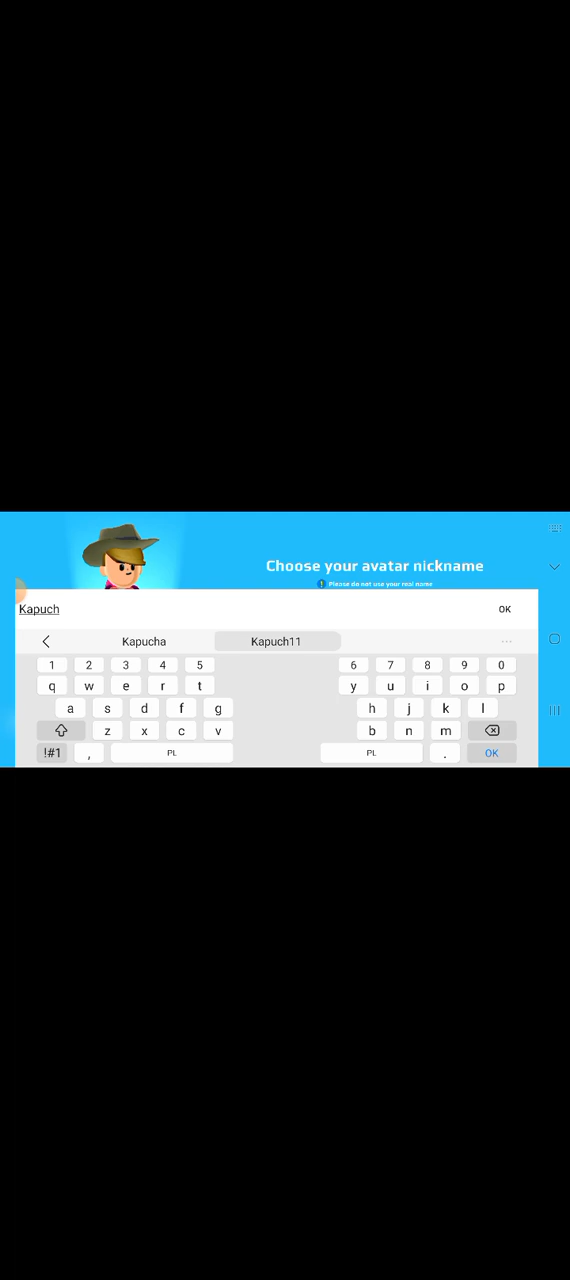 Choose your avatar nickname
! Please do not use your real name
Kapuch OK
Kapucha Kapuch11 ...
1 2 3 4 5 6 7 8 9 0
q w e r t y u i o p
a s d f g h j k l
z x c v b n m
!#1 , PL PL . OK